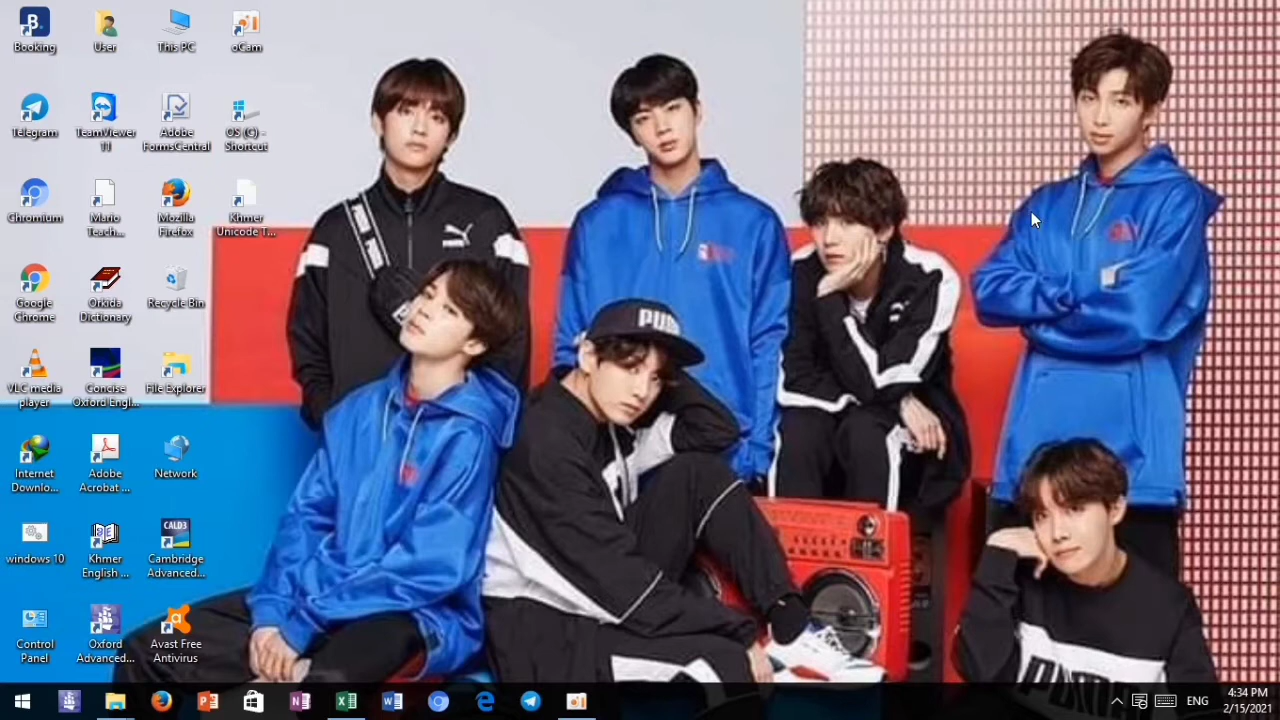 Booking
User
This PC
oCam
Telegram
TeamViewer
11
Adobe
FormsCentral
OS (C) -
Shortcut
Chromium
Mario
Teach...
Mozilla
Firefox
Khmer
Unicode T...
Google
Chrome
Orkida
Dictionary
Recycle Bin
VLC media
player
Concise
Oxford Engl...
File Explorer
Internet
Downlo...
Adobe
Acrobat ...
Network
windows 10
Khmer
English ...
CALD3
Cambridge
Advanced...
Control
Panel
Oxford
Advanced...
Avast Free
Antivirus
PUMA
ENG
4:34 PM
2/15/2021